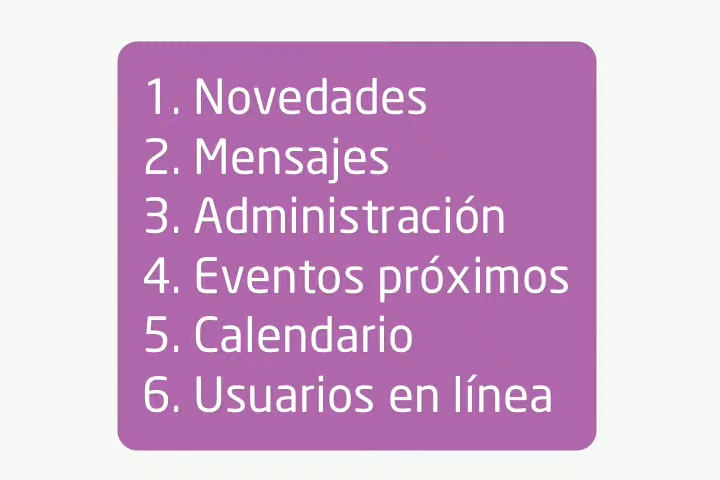 1. Novedades
2. Mensajes
3. Administración
4. Eventos próximos
5. Calendario
6. Usuarios en línea